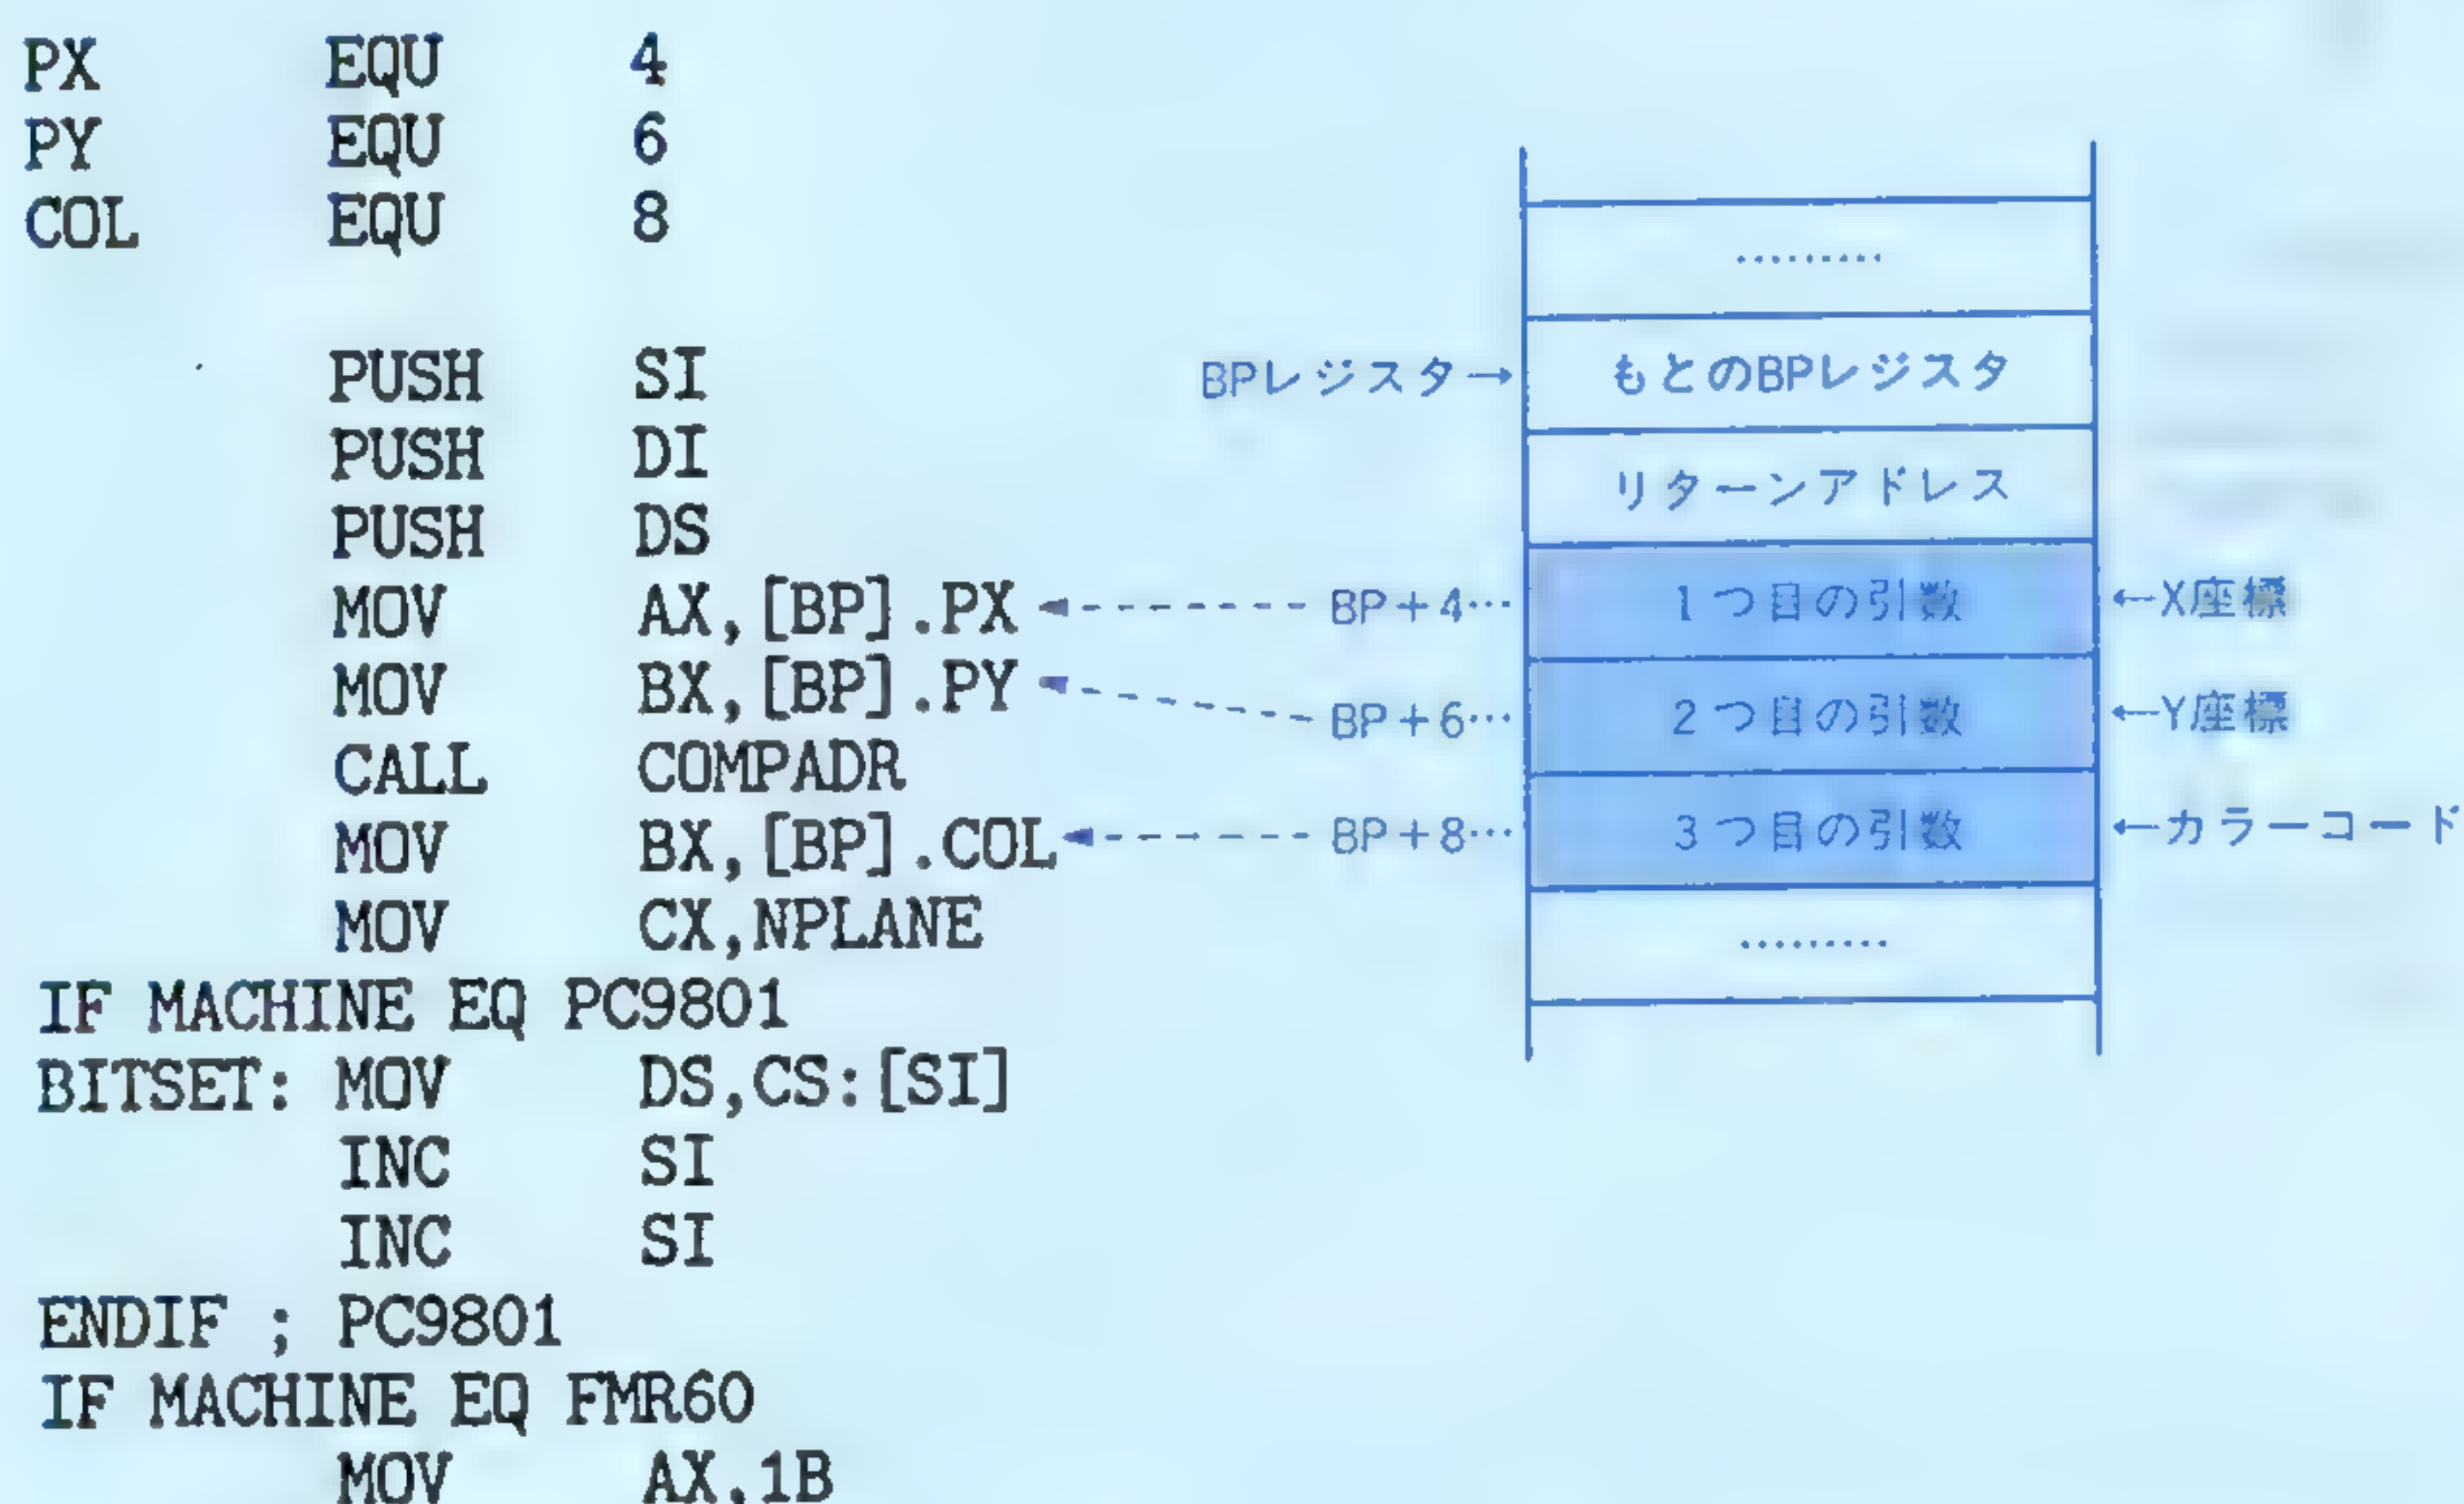 PX EQU 4
PY EQU 6
COL EQU 8
PUSH SI
PUSH DI
PUSH DS
MOV AX,[BP].PX
MOV BX,[BP].PY
CALL COMPADR
MOV BX,[BP].COL
MOV CX,NPLANE
IF MACHINE EQ PC9801
BITSET: MOV DS,CS:[SI]
INC SI
INC SI
ENDIF ; PC9801
IF MACHINE EQ FMR60
MOV AX,1B
………
BPレジスタ→ もとのBPレジスタ
リターンアドレス
BP+4… 1つ目の引数 ←X座標
BP+6… 2つ目の引数 ←Y座標
BP+8… 3つ目の引数 ←カラーコード
………